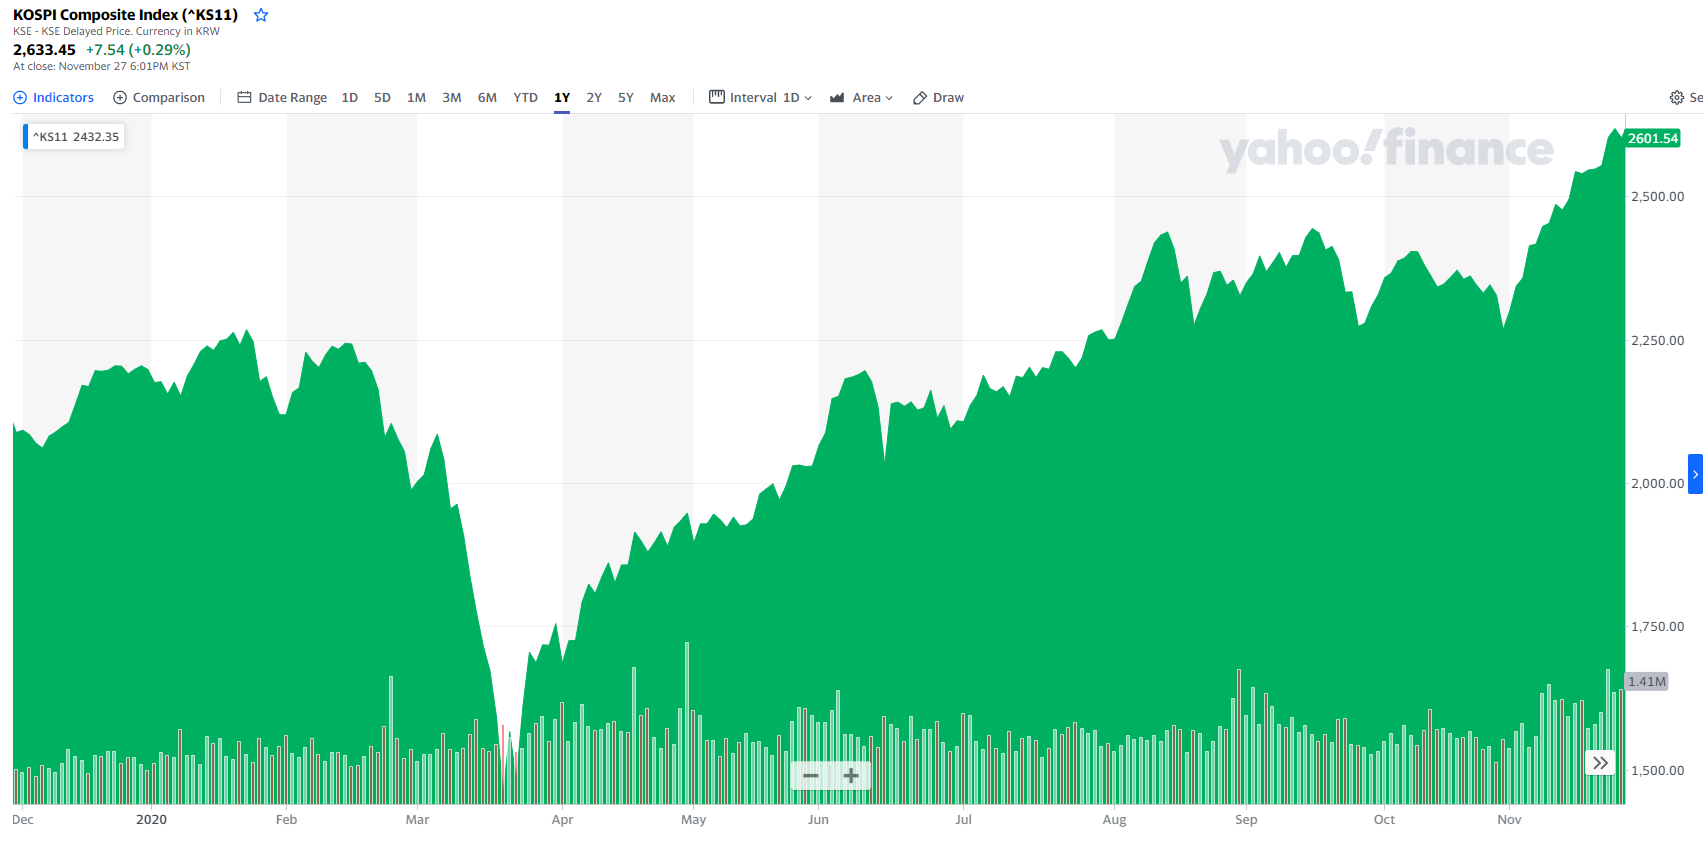 KOSPI Composite Index (^KS11)
KSE - KSE Delayed Price. Currency in KRW
2,633.45 +7.54 (+0.29%)
At close: November 27 6:01PM KST
Indicators Comparison Date Range 1D 5D 1M 3M 6M YTD 1Y 2Y 5Y Max Interval 1D Area Draw Se
^KS11 2432.35
yahoo!finance
2601.54
2,500.00
2,250.00
2,000.00
1,750.00
1.41M
1,500.00
Dec 2020 Feb Mar Apr May Jun Jul Aug Sep Oct Nov